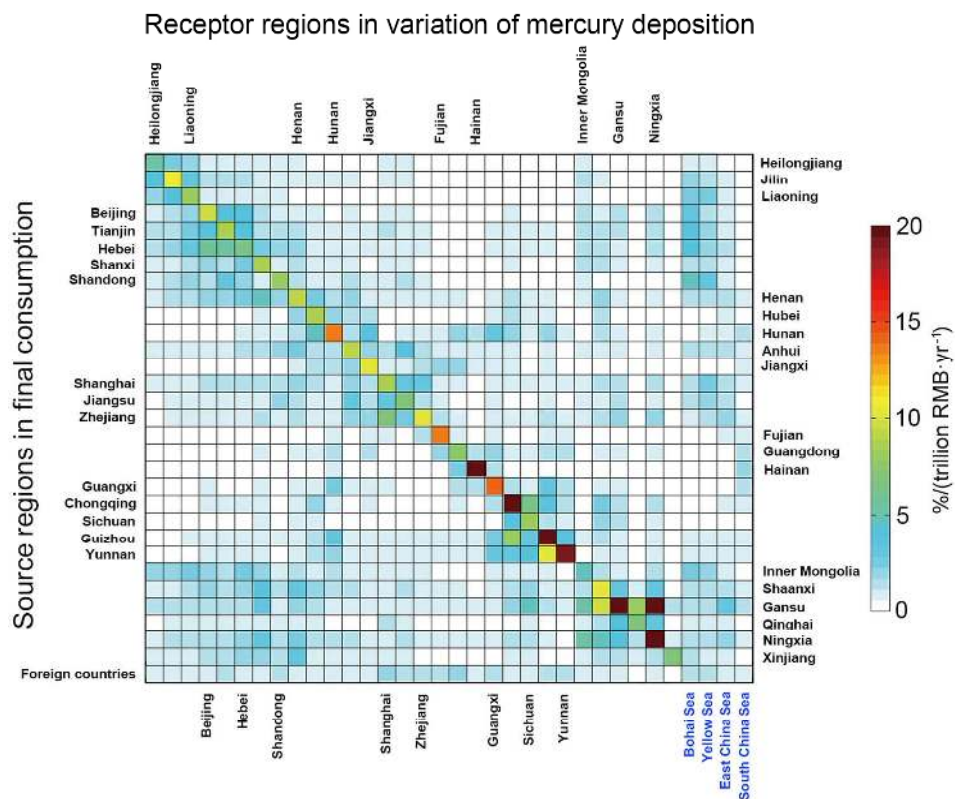 Receptor regions in variation of mercury deposition
Heilongjiang
Liaoning
Henan
Hunan
Jiangxi
Fujian
Hainan
Inner Mongolia
Gansu
Ningxia
Source regions in final consumption
Beijing
Tianjin
Hebei
Shanxi
Shandong
Shanghai
Jiangsu
Zhejiang
Guangxi
Chongqing
Sichuan
Guizhou
Yunnan
Foreign countries
Heilongjiang
Jilin
Liaoning
Henan
Hubei
Hunan
Anhui
Jiangxi
Fujian
Guangdong
Hainan
Inner Mongolia
Shaanxi
Gansu
Qinghai
Ningxia
Xinjiang
20
15
10
5
0
%/(trillion RMB·yr⁻¹)
Beijing
Hebei
Shandong
Shanghai
Zhejiang
Guangxi
Sichuan
Yunnan
Bohai Sea
Yellow Sea
East China Sea
South China Sea